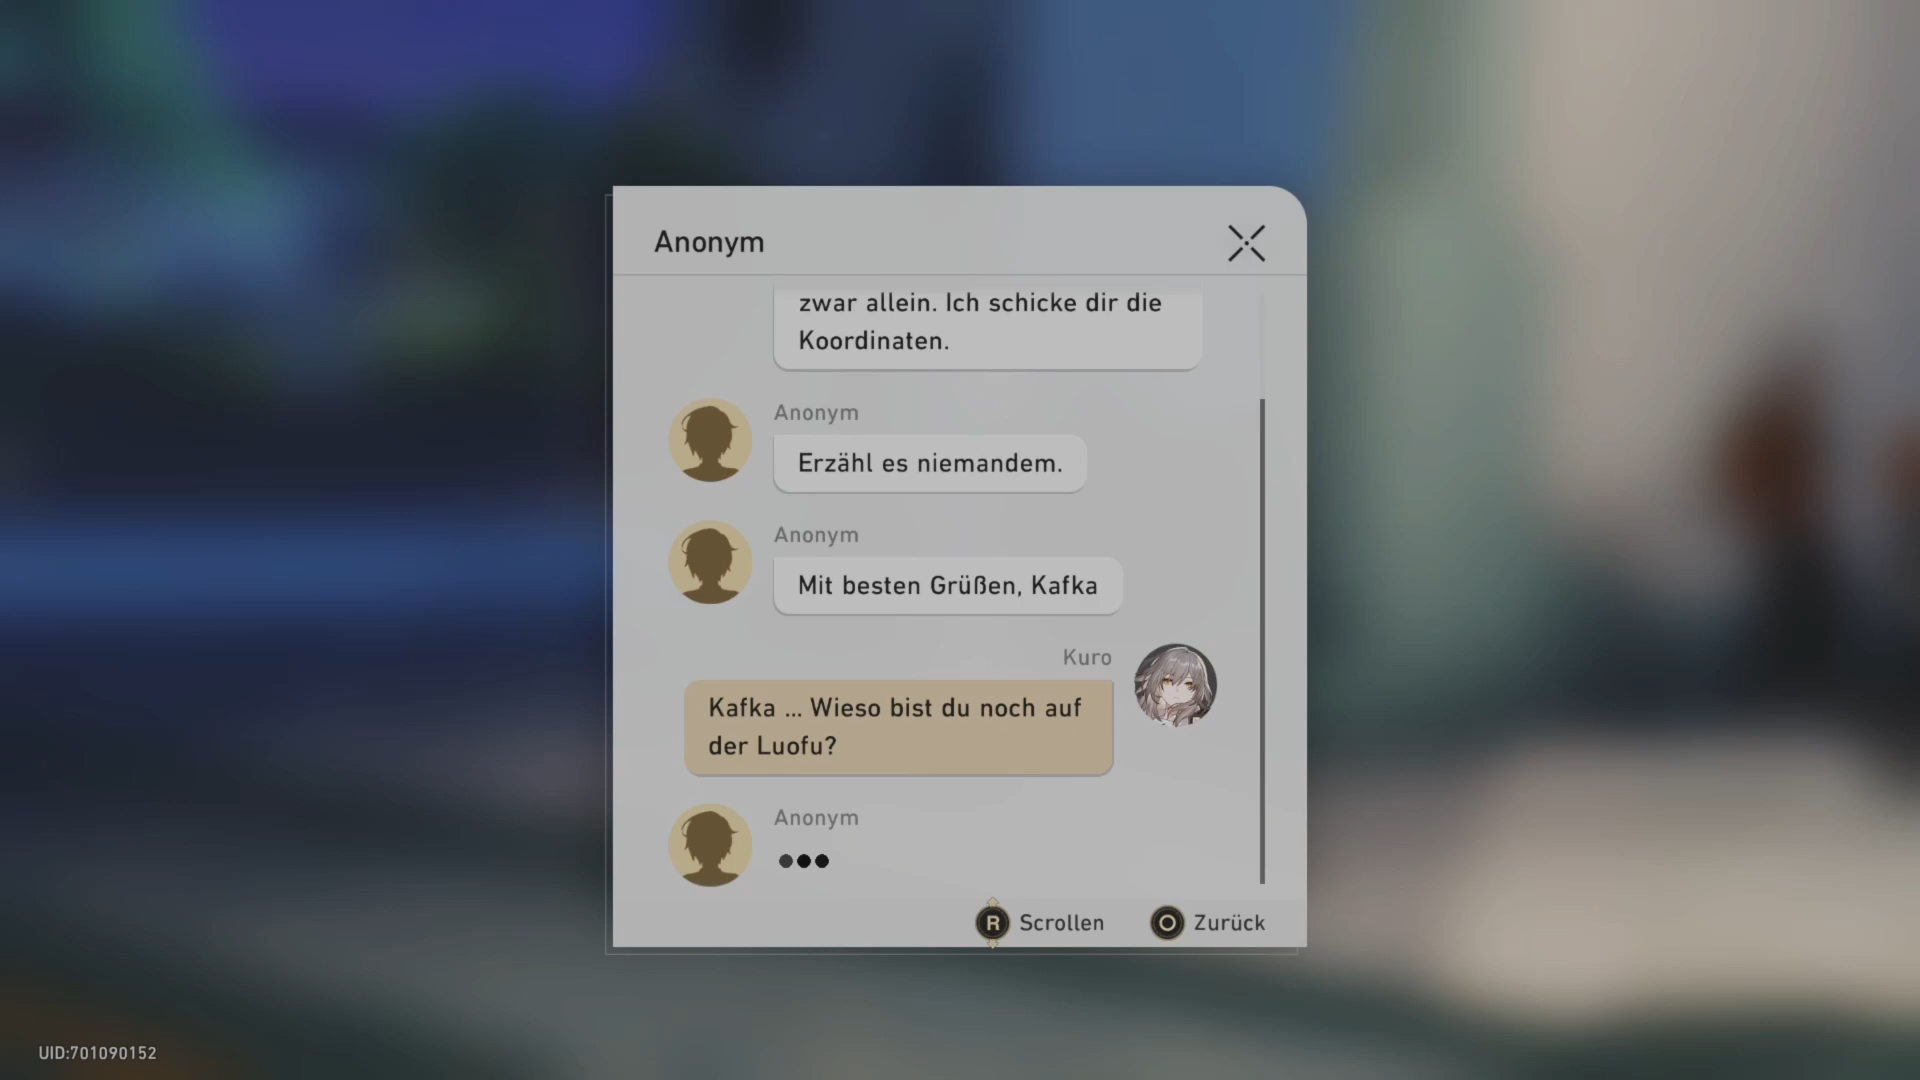 Anonym
zwar allein. Ich schicke dir die
Koordinaten.
Anonym
Erzähl es niemandem.
Anonym
Mit besten Grüßen, Kafka
Kuro
Kafka ... Wieso bist du noch auf
der Luofu?
Anonym
R Scrollen
Zurück
UID:701090152